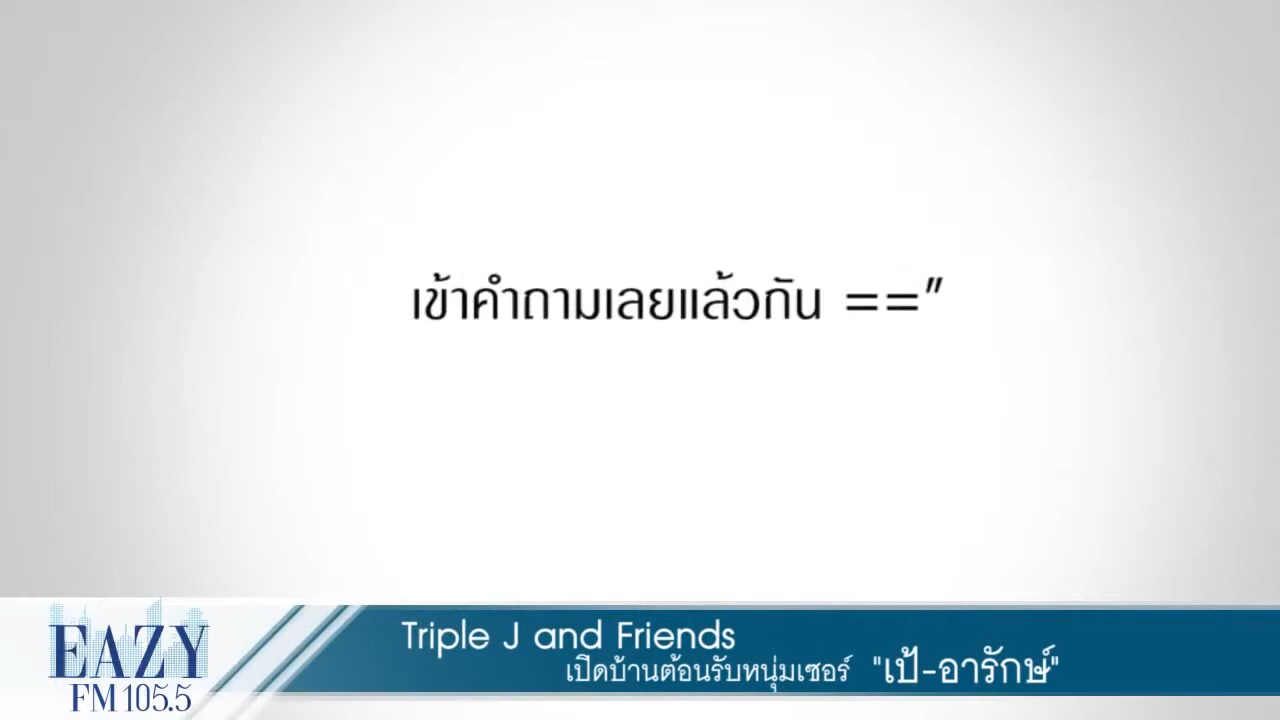 เข้าคำถามเลยแล้วกัน =="
EAZY
FM 105.5
Triple J and Friends
เปิดบ้านต้อนรับหนุ่มเซอร์ "เป้-อารักษ์"